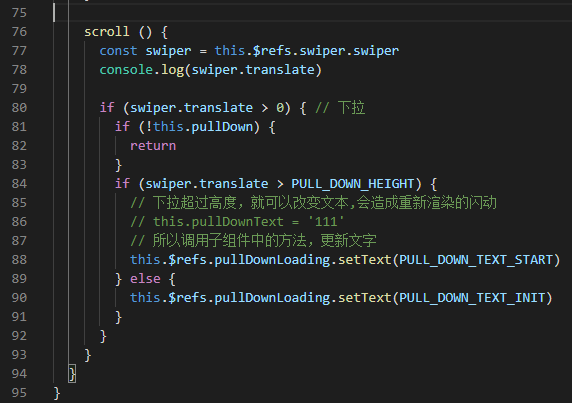 75
76 scroll () {
77 const swiper = this.$refs.swiper.swiper
78 console.log(swiper.translate)
79
80 if (swiper.translate > 0) { // 下拉
81 if (!this.pullDown) {
82 return
83 }
84 if (swiper.translate > PULL_DOWN_HEIGHT) {
85 // 下拉超过高度，就可以改变文本,会造成重新渲染的闪动
86 // this.pullDownText = '111'
87 // 所以调用子组件中的方法，更新文字
88 this.$refs.pullDownLoading.setText(PULL_DOWN_TEXT_START)
89 } else {
90 this.$refs.pullDownLoading.setText(PULL_DOWN_TEXT_INIT)
91 }
92 }
93 }
94 }
95 }